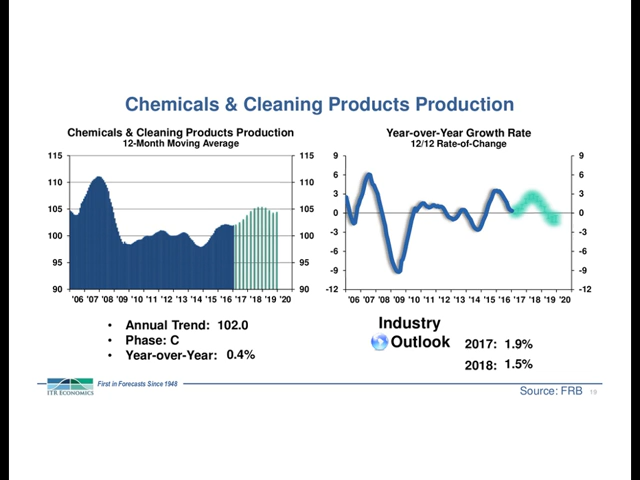 Chemicals & Cleaning Products Production
Chemicals & Cleaning Products Production
12-Month Moving Average
115 115
110 110
105 105
100 100
95 95
90 90
'06 '07 '08 '09 '10 '11 '12 '13 '14 '15 '16 '17 '18 '19 '20
Year-over-Year Growth Rate
12/12 Rate-of-Change
9 9
6 6
3 3
0 0
-3 -3
-6 -6
-9 -9
-12 -12
'06 '07 '08 '09 '10 '11 '12 '13 '14 '15 '16 '17 '18 '19 '20
• Annual Trend: 102.0
• Phase: C
• Year-over-Year: 0.4%
Industry
Outlook
2017: 1.9%
2018: 1.5%
ITR ECONOMICS
First in Forecasts Since 1948
Source: FRB 19